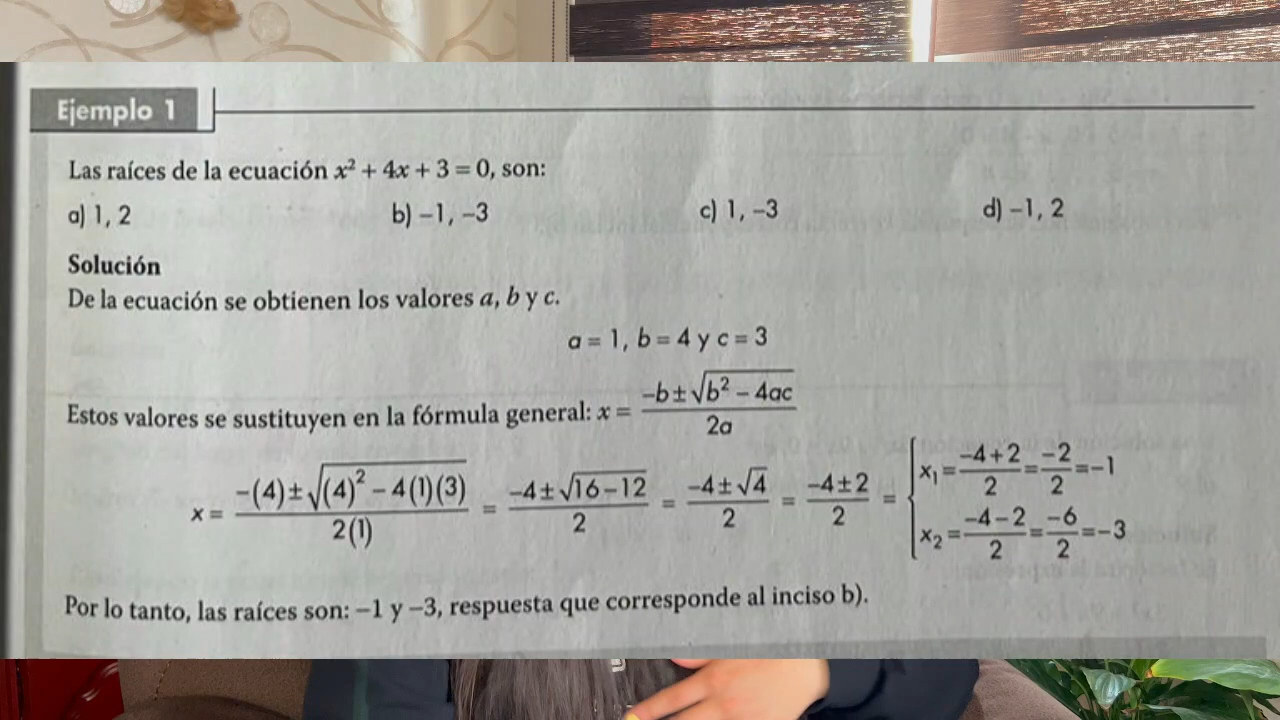 Ejemplo 1
Las raíces de la ecuación x² + 4x + 3 = 0, son:
a) 1, 2 b) –1, –3 c) 1, –3 d) –1, 2
Solución
De la ecuación se obtienen los valores a, b y c.
a = 1, b = 4 y c = 3
Estos valores se sustituyen en la fórmula general: x = (–b ± √(b² – 4ac)) / 2a
x = (–(4) ± √((4)² – 4(1)(3))) / 2(1) = (–4 ± √(16 – 12)) / 2 = (–4 ± √4) / 2 = (–4 ± 2) / 2 = { x₁ = (–4 + 2) / 2 = –2 / 2 = –1
x₂ = (–4 – 2) / 2 = –6 / 2 = –3
Por lo tanto, las raíces son: –1 y –3, respuesta que corresponde al inciso b).